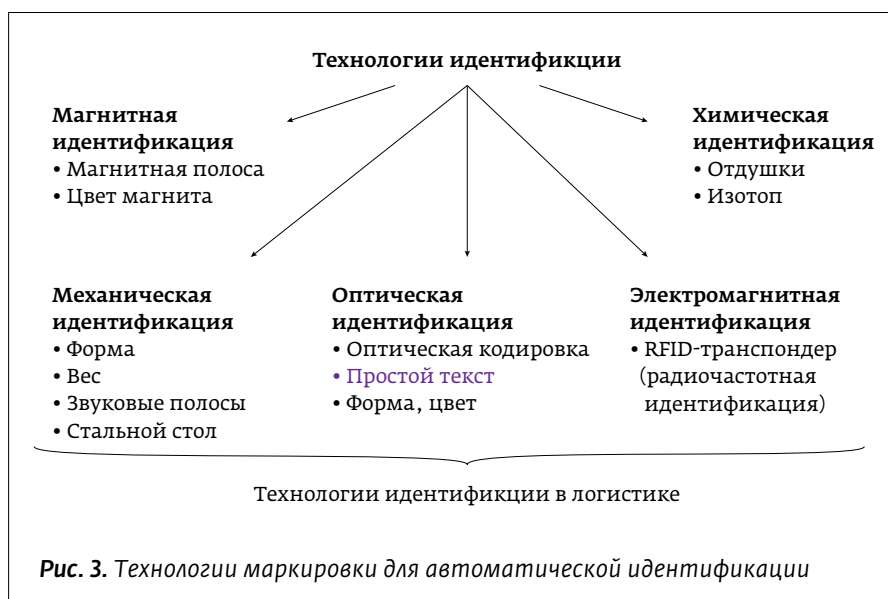 Технологии идентификции
Магнитная
идентификация
• Магнитная полоса
• Цвет магнита
Химическая
идентификация
• Отдушки
• Изотоп
Механическая
идентификация
• Форма
• Вес
• Звуковые полосы
• Стальной стол
Оптическая
идентификация
• Оптическая кодировка
• Простой текст
• Форма, цвет
Электромагнитная
идентификация
• RFID-транспондер
(радиочастотная
идентификация)
Технологии идентификции в логистике
Рис. 3. Технологии маркировки для автоматической идентификации